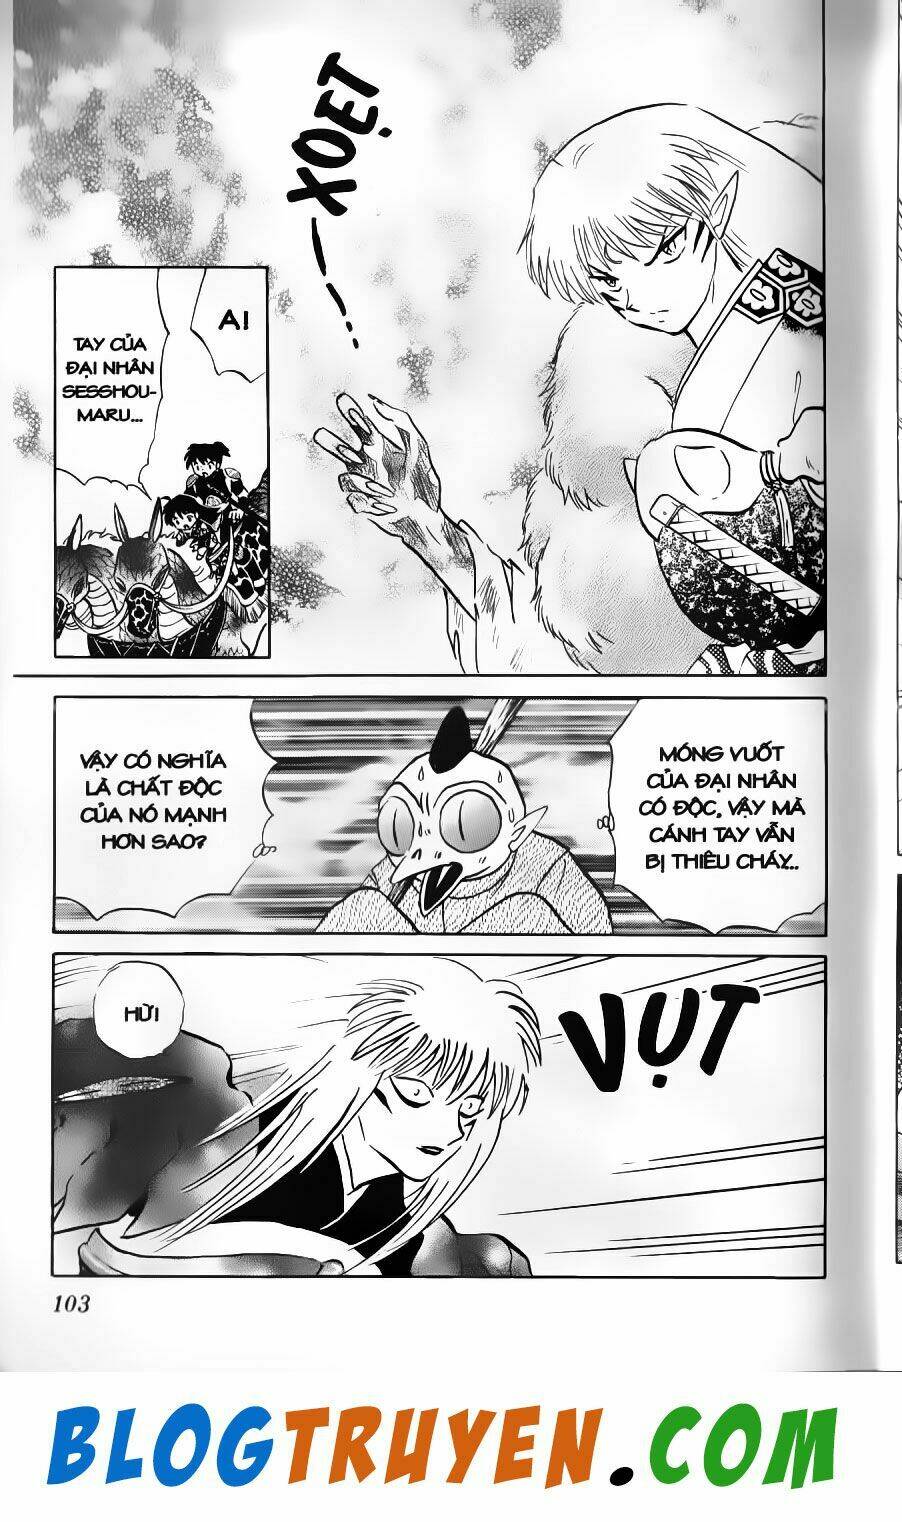 XOẸT
A!
TAY CỦA
ĐẠI NHÂN
SESSHOU-
MARU...
MÓNG VUỐT
CỦA ĐẠI NHÂN
CÓ ĐỘC, VẬY MÀ
CÁNH TAY VẪN
BỊ THIÊU CHÁY...
VẬY CÓ NGHĨA
LÀ CHẤT ĐỘC
CỦA NÓ MẠNH
HƠN SAO?
HỪ!
VỤT
103
BLOGTRUYEN.COM